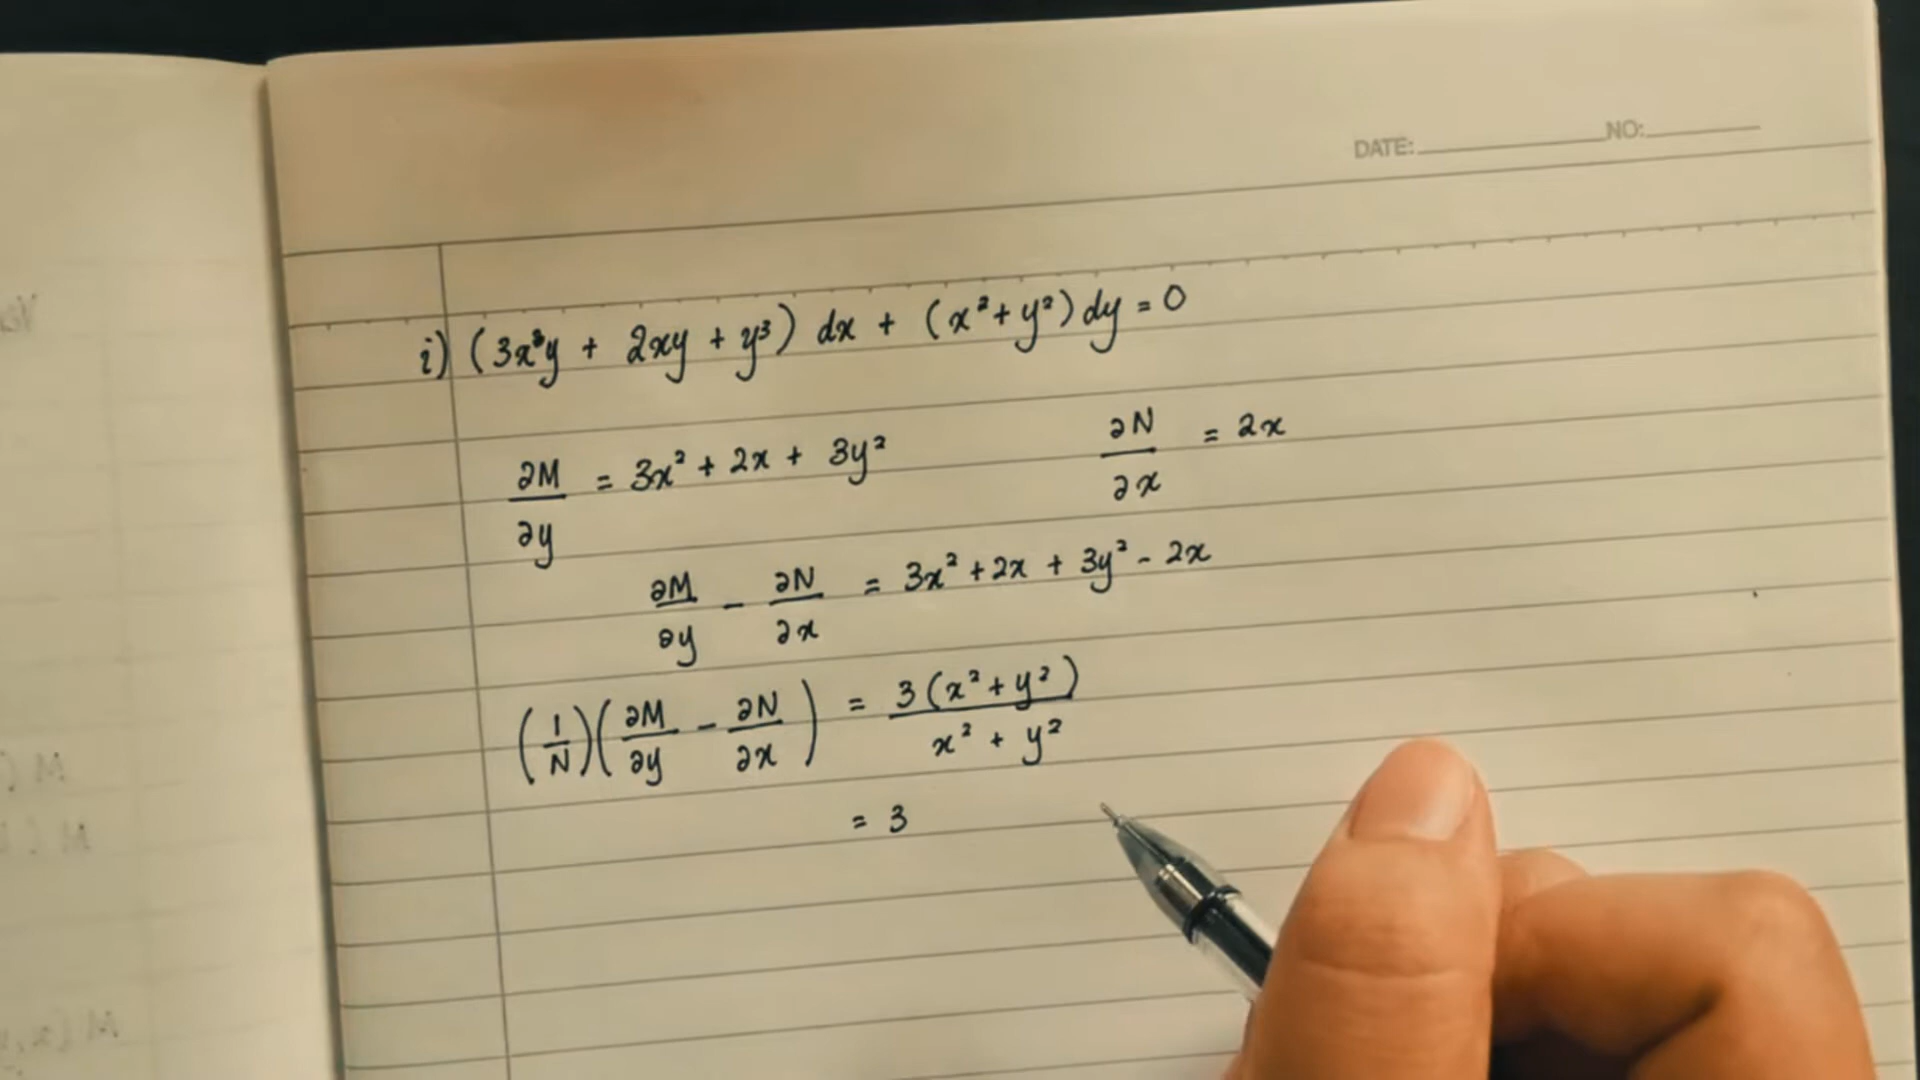 DATE: NO:
i) (3x²y + 2xy + y³) dx + (x² + y²) dy = 0
∂M/∂y = 3x² + 2x + 3y² ∂N/∂x = 2x
∂M/∂y - ∂N/∂x = 3x² + 2x + 3y² - 2x
(1/N)(∂M/∂y - ∂N/∂x) = 3(x² + y²)/x² + y²
= 3